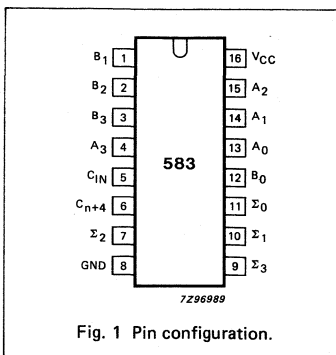 B1 1 16 VCC
B2 2 15 A2
B3 3 14 A1
A3 4 13 A0
583
CIN 5 12 B0
Cn+4 6 11 Σ0
Σ2 7 10 Σ1
GND 8 9 Σ3
7Z96989
Fig. 1 Pin configuration.